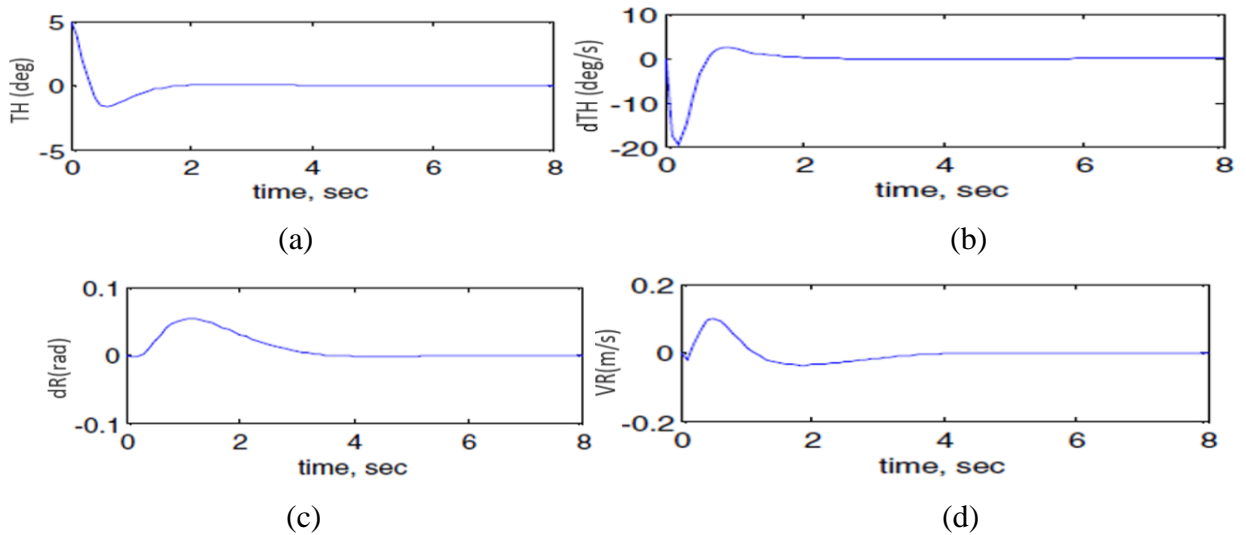 5
0
-5
TH (deg)
0 2 4 6 8
time, sec
(a)
10
0
-10
-20
dTH (deg/s)
0 2 4 6 8
time, sec
(b)
0.1
0
-0.1
dR(rad)
0 2 4 6 8
time, sec
(c)
0.2
0
-0.2
VR(m/s)
0 2 4 6 8
time, sec
(d)